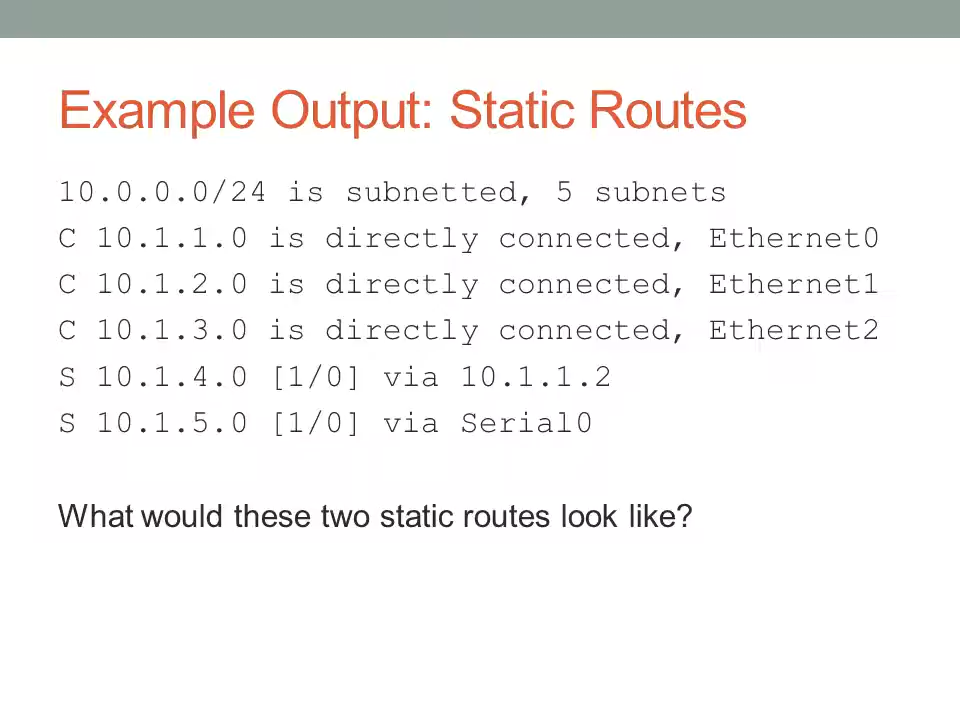 Example Output: Static Routes
10.0.0.0/24 is subnetted, 5 subnets
C 10.1.1.0 is directly connected, Ethernet0
C 10.1.2.0 is directly connected, Ethernet1
C 10.1.3.0 is directly connected, Ethernet2
S 10.1.4.0 [1/0] via 10.1.1.2
S 10.1.5.0 [1/0] via Serial0
What would these two static routes look like?